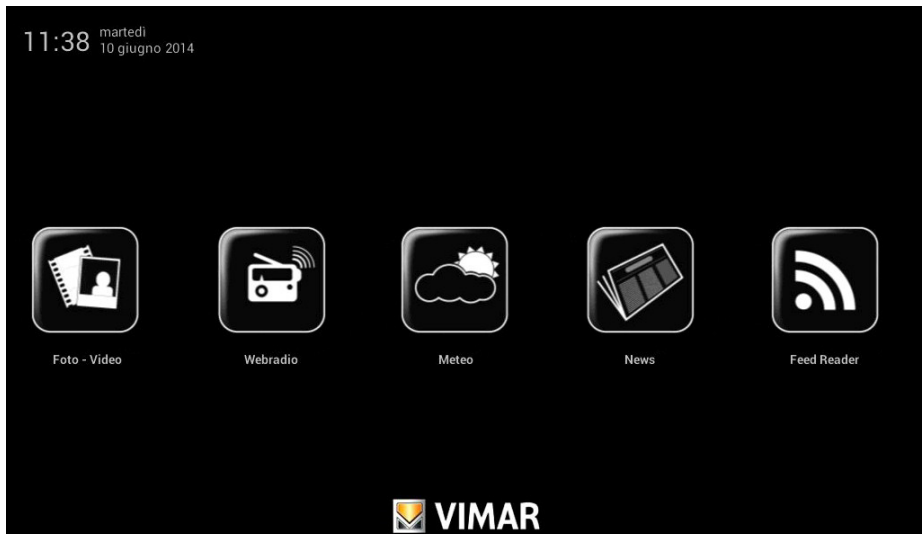 11:38
martedì
10 giugno 2014
Foto - Video
Webradio
Meteo
News
Feed Reader
VIMAR